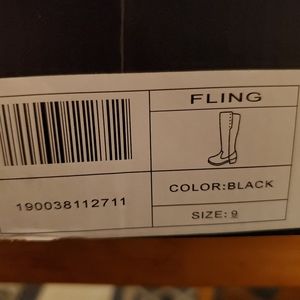 FLING
190038112711
COLOR:BLACK
SIZE: 9